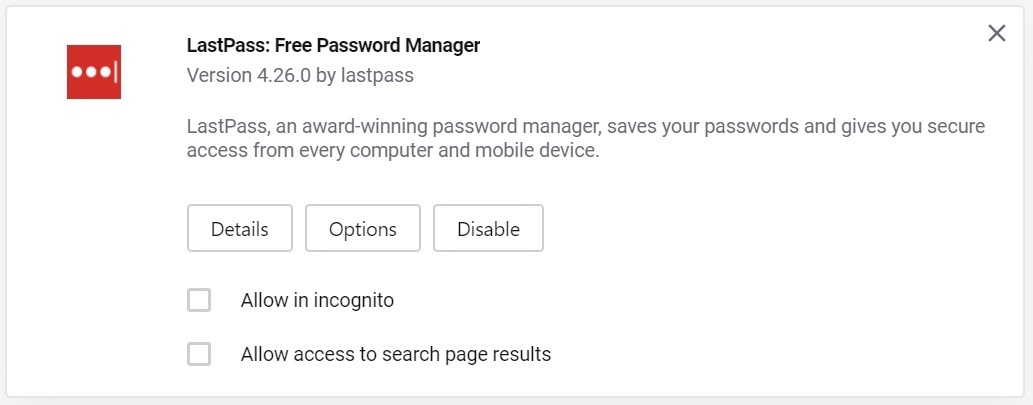 LastPass: Free Password Manager
Version 4.26.0 by lastpass
LastPass, an award-winning password manager, saves your passwords and gives you secure
access from every computer and mobile device.
Details Options Disable
Allow in incognito
Allow access to search page results